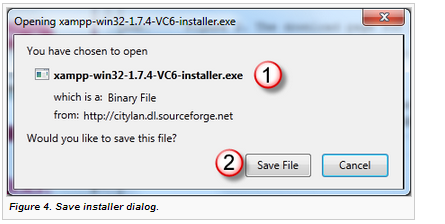 Opening xampp-win32-1.7.4-VC6-installer.exe
You have chosen to open
xampp-win32-1.7.4-VC6-installer.exe
1
which is a: Binary File
from: http://citylan.dl.sourceforge.net
Would you like to save this file?
2 Save File Cancel
Figure 4. Save installer dialog.